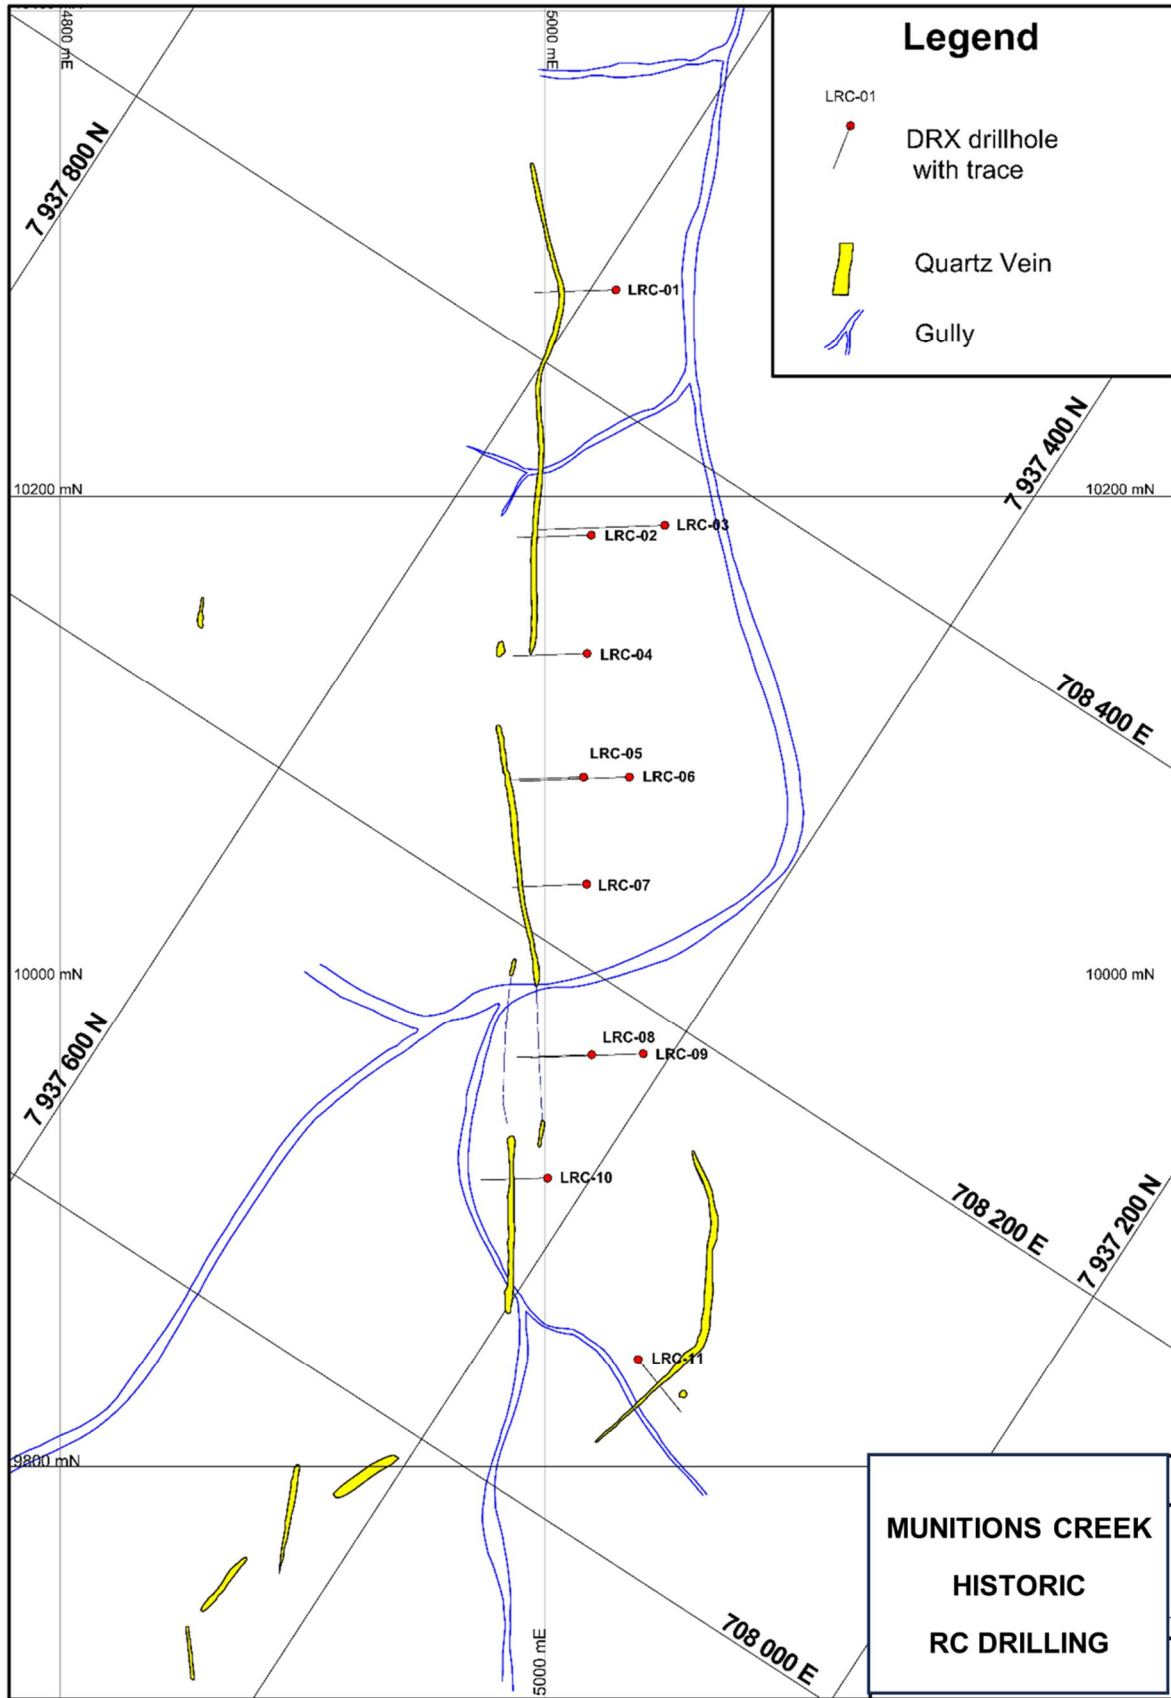 4800 mE
5000 mE
Legend
LRC-01
DRX drillhole
with trace
Quartz Vein
Gully
7 937 800 N
LRC-01
7 937 400 N
10200 mN
10200 mN
LRC-03
LRC-02
LRC-04
708 400 E
LRC-05
LRC-06
LRC-07
10000 mN
10000 mN
7 937 600 N
LRC-08
LRC-09
LRC-10
708 200 E
7 937 200 N
LRC-11
9800 mN
MUNITIONS CREEK
HISTORIC
RC DRILLING
5000 mE
708 000 E